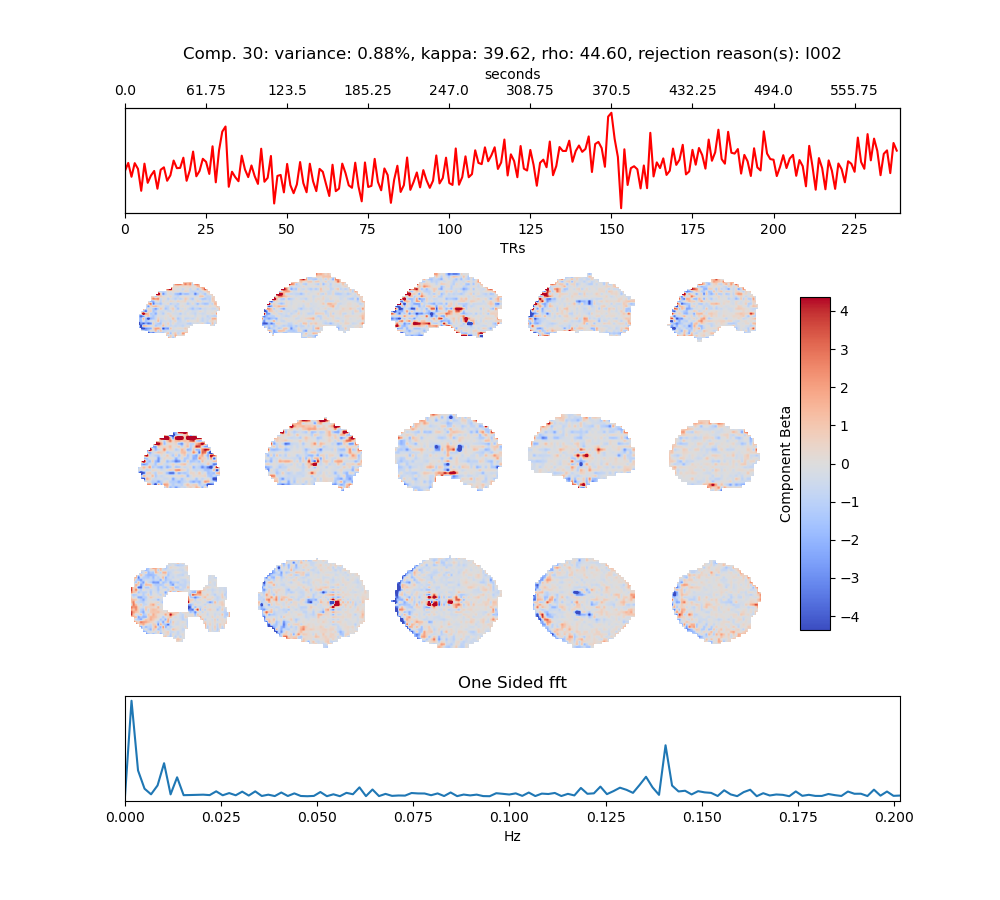 Comp. 30: variance: 0.88%, kappa: 39.62, rho: 44.60, rejection reason(s): I002
seconds
0.0 61.75 123.5 185.25 247.0 308.75 370.5 432.25 494.0 555.75
0 25 50 75 100 125 150 175 200 225
TRs
4
3
2
1
0
−1
−2
−3
−4
Component Beta
One Sided fft
0.000 0.025 0.050 0.075 0.100 0.125 0.150 0.175 0.200
Hz